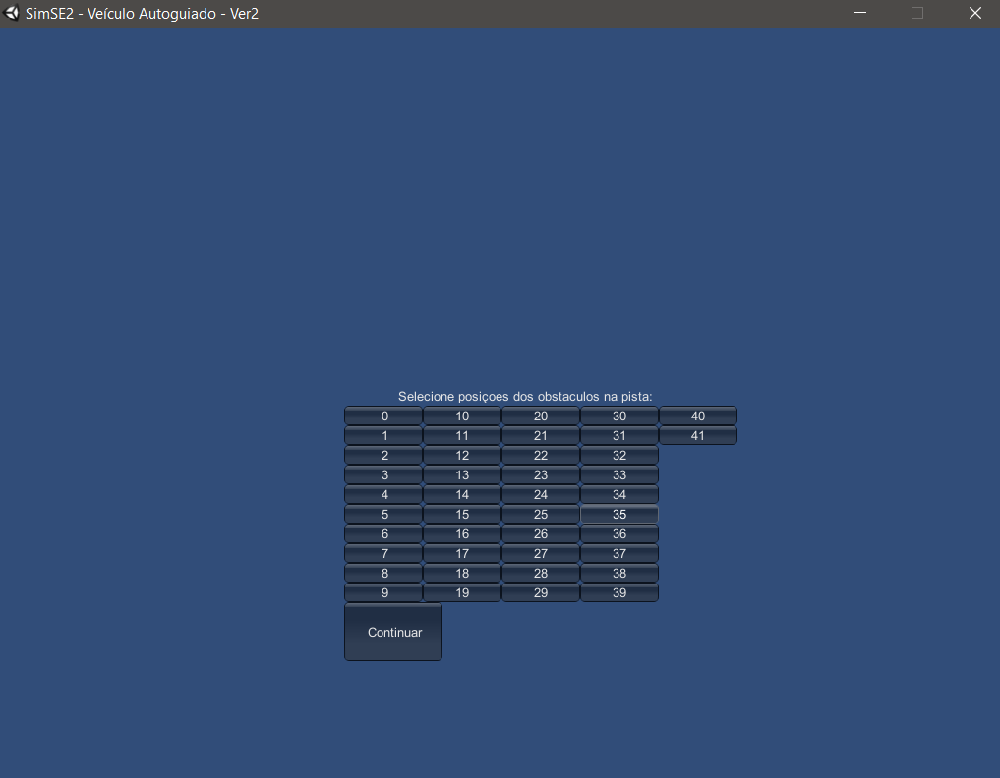 SimSE2 - Veículo Autoguiado - Ver2
Selecione posiçoes dos obstaculos na pista:
0 10 20 30 40
1 11 21 31 41
2 12 22 32
3 13 23 33
4 14 24 34
5 15 25 35
6 16 26 36
7 17 27 37
8 18 28 38
9 19 29 39
Continuar